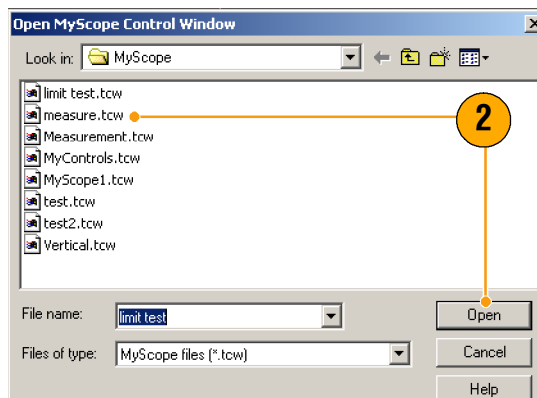 Open MyScope Control Window
Look in: MyScope
limit test.tcw
measure.tcw
Measurement.tcw
MyControls.tcw
MyScope1.tcw
test.tcw
test2.tcw
Vertical.tcw
2
File name: limit test Open
Files of type: MyScope files (*.tcw) Cancel
Help